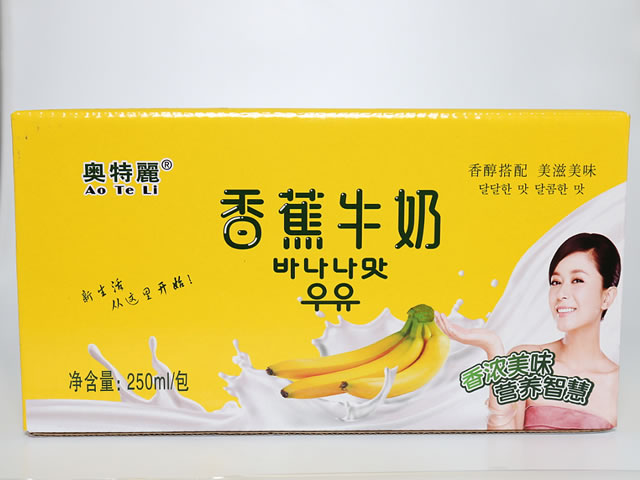 奥特麗®
Ao Te Li
香醇搭配 美滋美味
달달한 맛 달콤한 맛
香蕉牛奶
바나나맛
우유
新生活
从这里开始!
净含量: 250ml/包
香浓美味
营养智慧